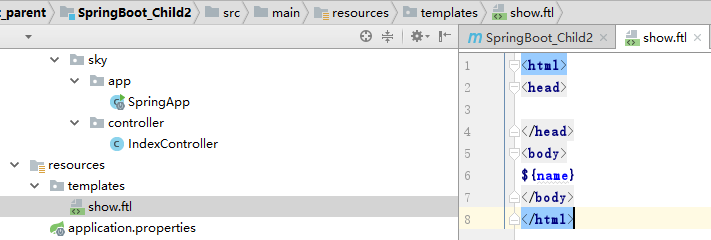 t_parent SpringBoot_Child2 src main resources templates show.ftl
sky
app
SpringApp
controller
IndexController
resources
templates
show.ftl
application.properties
m SpringBoot_Child2 × show.ftl ×
1 <html>
2 <head>
3
4 </head>
5 <body>
6 ${name}
7 </body>
8 </html>